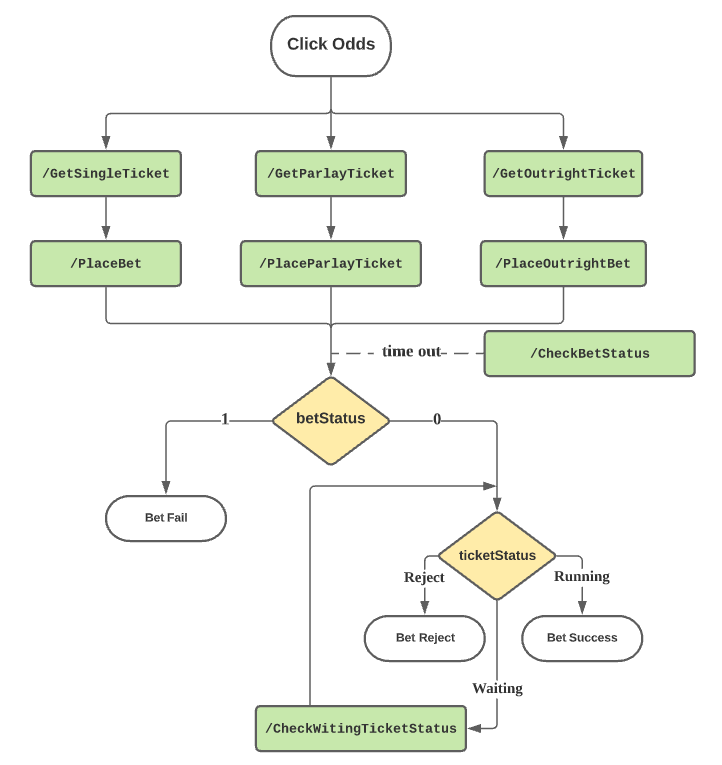 Click Odds
/GetSingleTicket
/GetParlayTicket
/GetOutrightTicket
/PlaceBet
/PlaceParlayTicket
/PlaceOutrightBet
time out
/CheckBetStatus
betStatus
1
0
Bet Fail
ticketStatus
Reject
Running
Bet Reject
Bet Success
Waiting
/CheckWitingTicketStatus